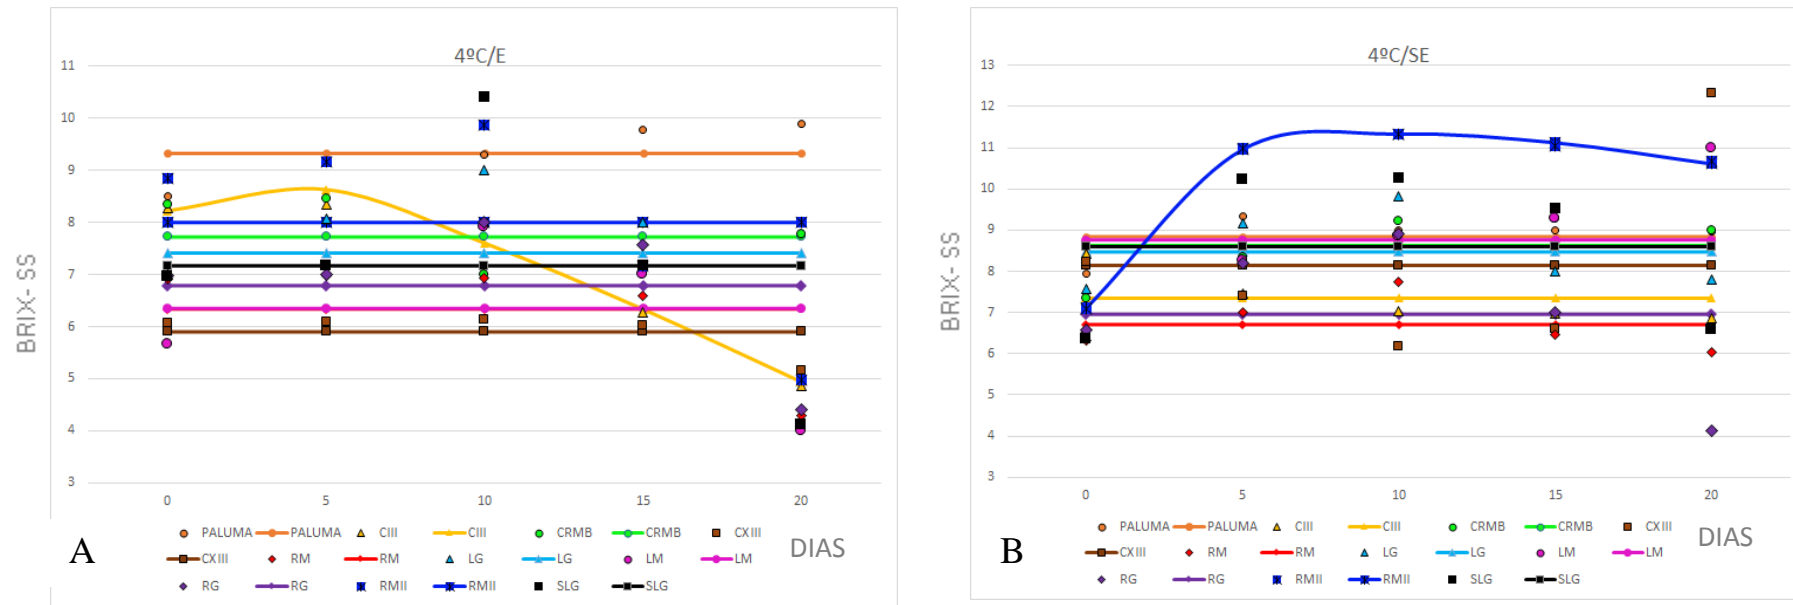 4ºC/E
11
10
9
8
7
6
5
4
3
BRIX- SS
0 5 10 15 20
PALUMA PALUMA CIII CIII CRMB CRMB CXIII
CXIII RM RM LG LG LM LM
RG RG RMII RMII SLG SLG
DIAS
A
4ºC/SE
13
12
11
10
9
8
7
6
5
4
3
BRIX- SS
0 5 10 15 20
PALUMA PALUMA CIII CIII CRMB CRMB CXIII
CXIII RM RM LG LG LM LM
RG RG RMII RMII SLG SLG
DIAS
B